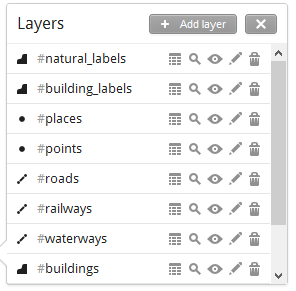 Layers
+ Add layer
#natural_labels
#building_labels
#places
#points
#roads
#railways
#waterways
#buildings